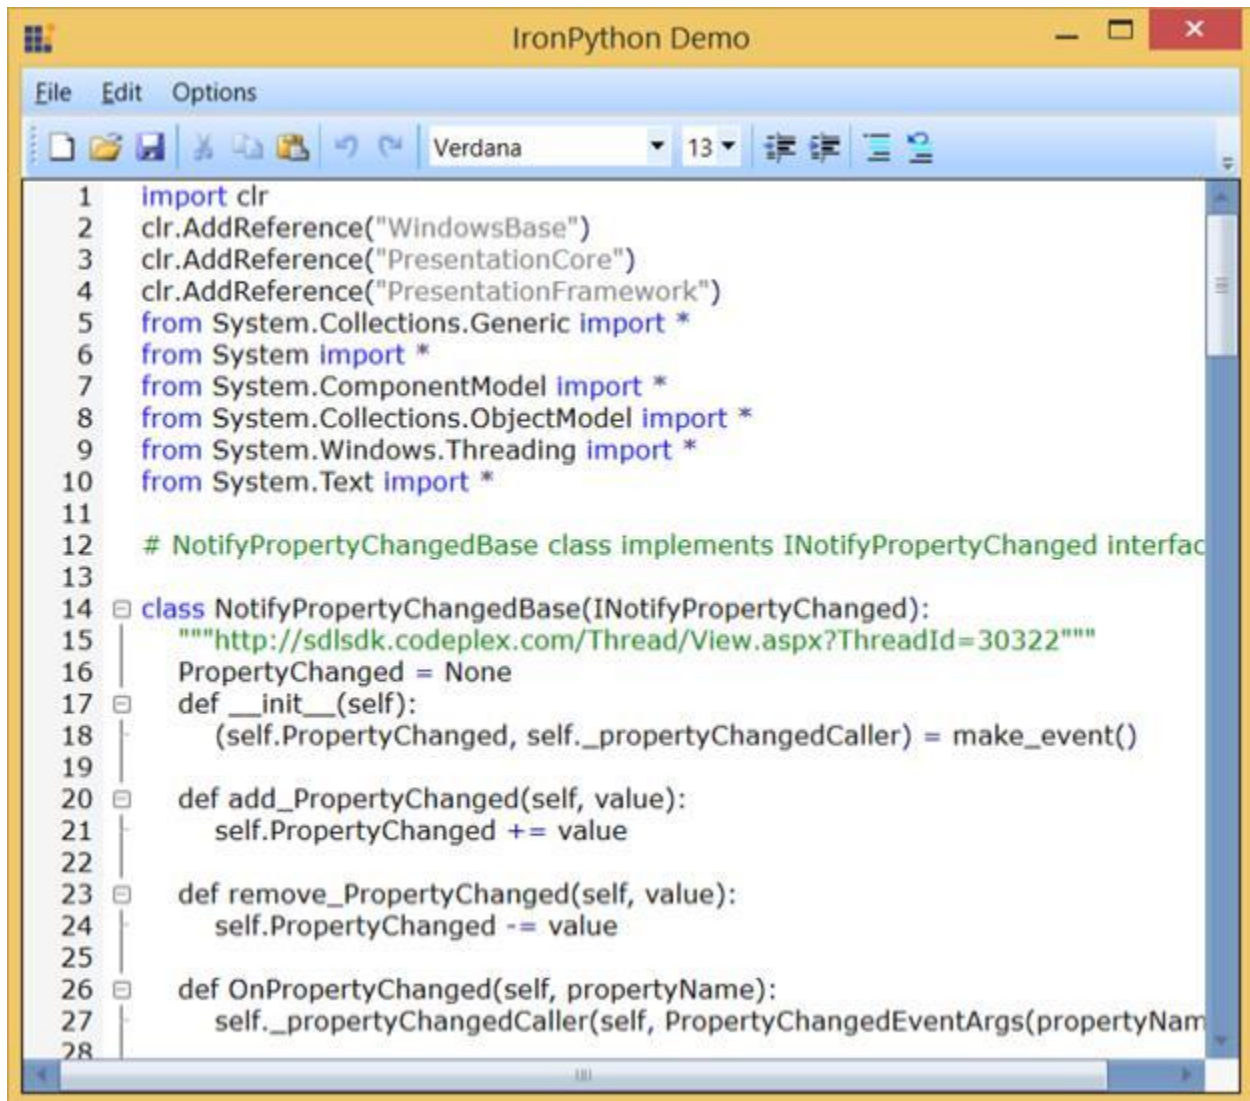 IronPython Demo
File Edit Options
Verdana 13
1 import clr
2 clr.AddReference("WindowsBase")
3 clr.AddReference("PresentationCore")
4 clr.AddReference("PresentationFramework")
5 from System.Collections.Generic import *
6 from System import *
7 from System.ComponentModel import *
8 from System.Collections.ObjectModel import *
9 from System.Windows.Threading import *
10 from System.Text import *
11
12 # NotifyPropertyChangedBase class implements INotifyPropertyChanged interfac
13
14 class NotifyPropertyChangedBase(INotifyPropertyChanged):
15 """http://sdlsdk.codeplex.com/Thread/View.aspx?ThreadId=30322"""
16 PropertyChanged = None
17 def __init__(self):
18 (self.PropertyChanged, self._propertyChangedCaller) = make_event()
19
20 def add_PropertyChanged(self, value):
21 self.PropertyChanged += value
22
23 def remove_PropertyChanged(self, value):
24 self.PropertyChanged -= value
25
26 def OnPropertyChanged(self, propertyName):
27 self._propertyChangedCaller(self, PropertyChangedEventArgs(propertyNam
28